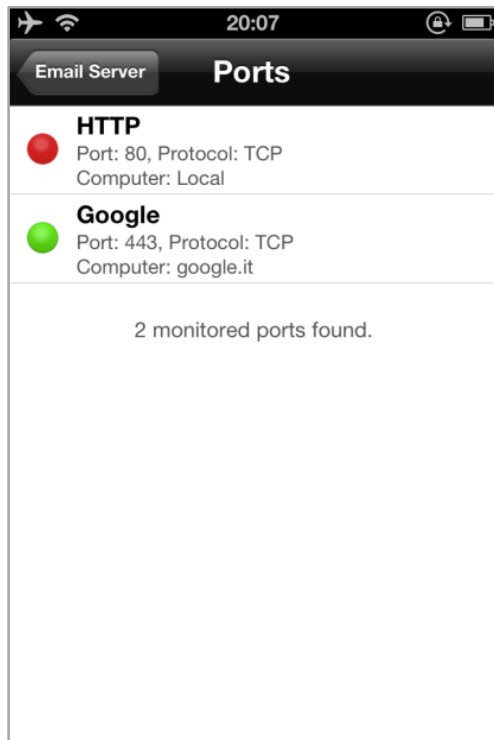 20:07
Email Server
Ports
HTTP
Port: 80, Protocol: TCP
Computer: Local
Google
Port: 443, Protocol: TCP
Computer: google.it
2 monitored ports found.